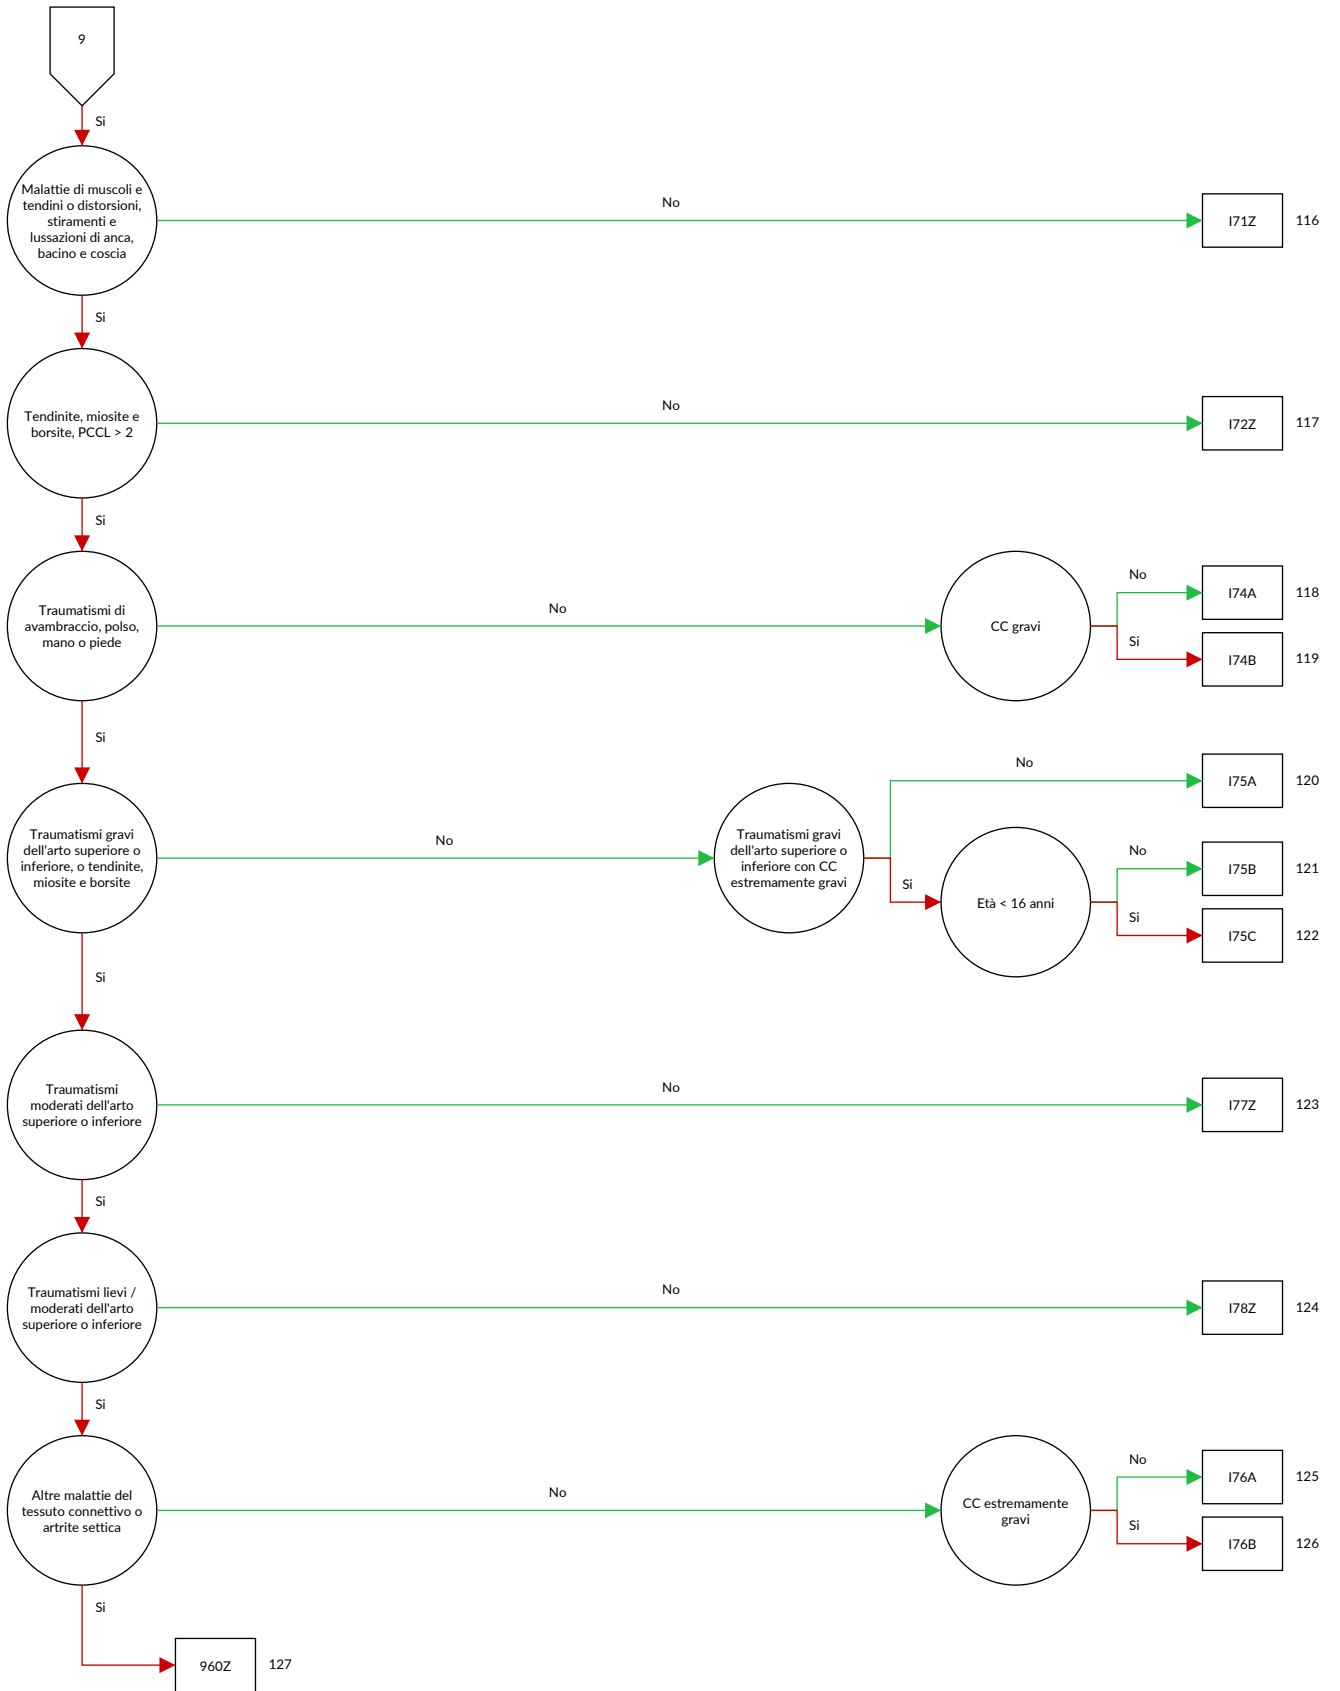 9
Si
Malattie di muscoli e
tendini o distorsioni,
stiramenti e
lussazioni di anca,
bacino e coscia
No
I71Z
116
Si
Tendinite, miosite e
borsite, PCCL > 2
No
I72Z
117
Si
Traumatismi di
avambraccio, polso,
mano o piede
No
CC gravi
No
I74A
118
Si
I74B
119
Si
Traumatismi gravi
dell'arto superiore o
inferiore, o tendinite,
miosite e borsite
No
Traumatismi gravi
dell'arto superiore o
inferiore con CC
estremamente gravi
No
I75A
120
Si
Età < 16 anni
No
I75B
121
Si
I75C
122
Si
Traumatismi
moderati dell'arto
superiore o inferiore
No
I77Z
123
Si
Traumatismi lievi /
moderati dell'arto
superiore o inferiore
No
I78Z
124
Si
Altre malattie del
tessuto connettivo o
artrite settica
No
CC estremamente
gravi
No
I76A
125
Si
I76B
126
Si
960Z
127